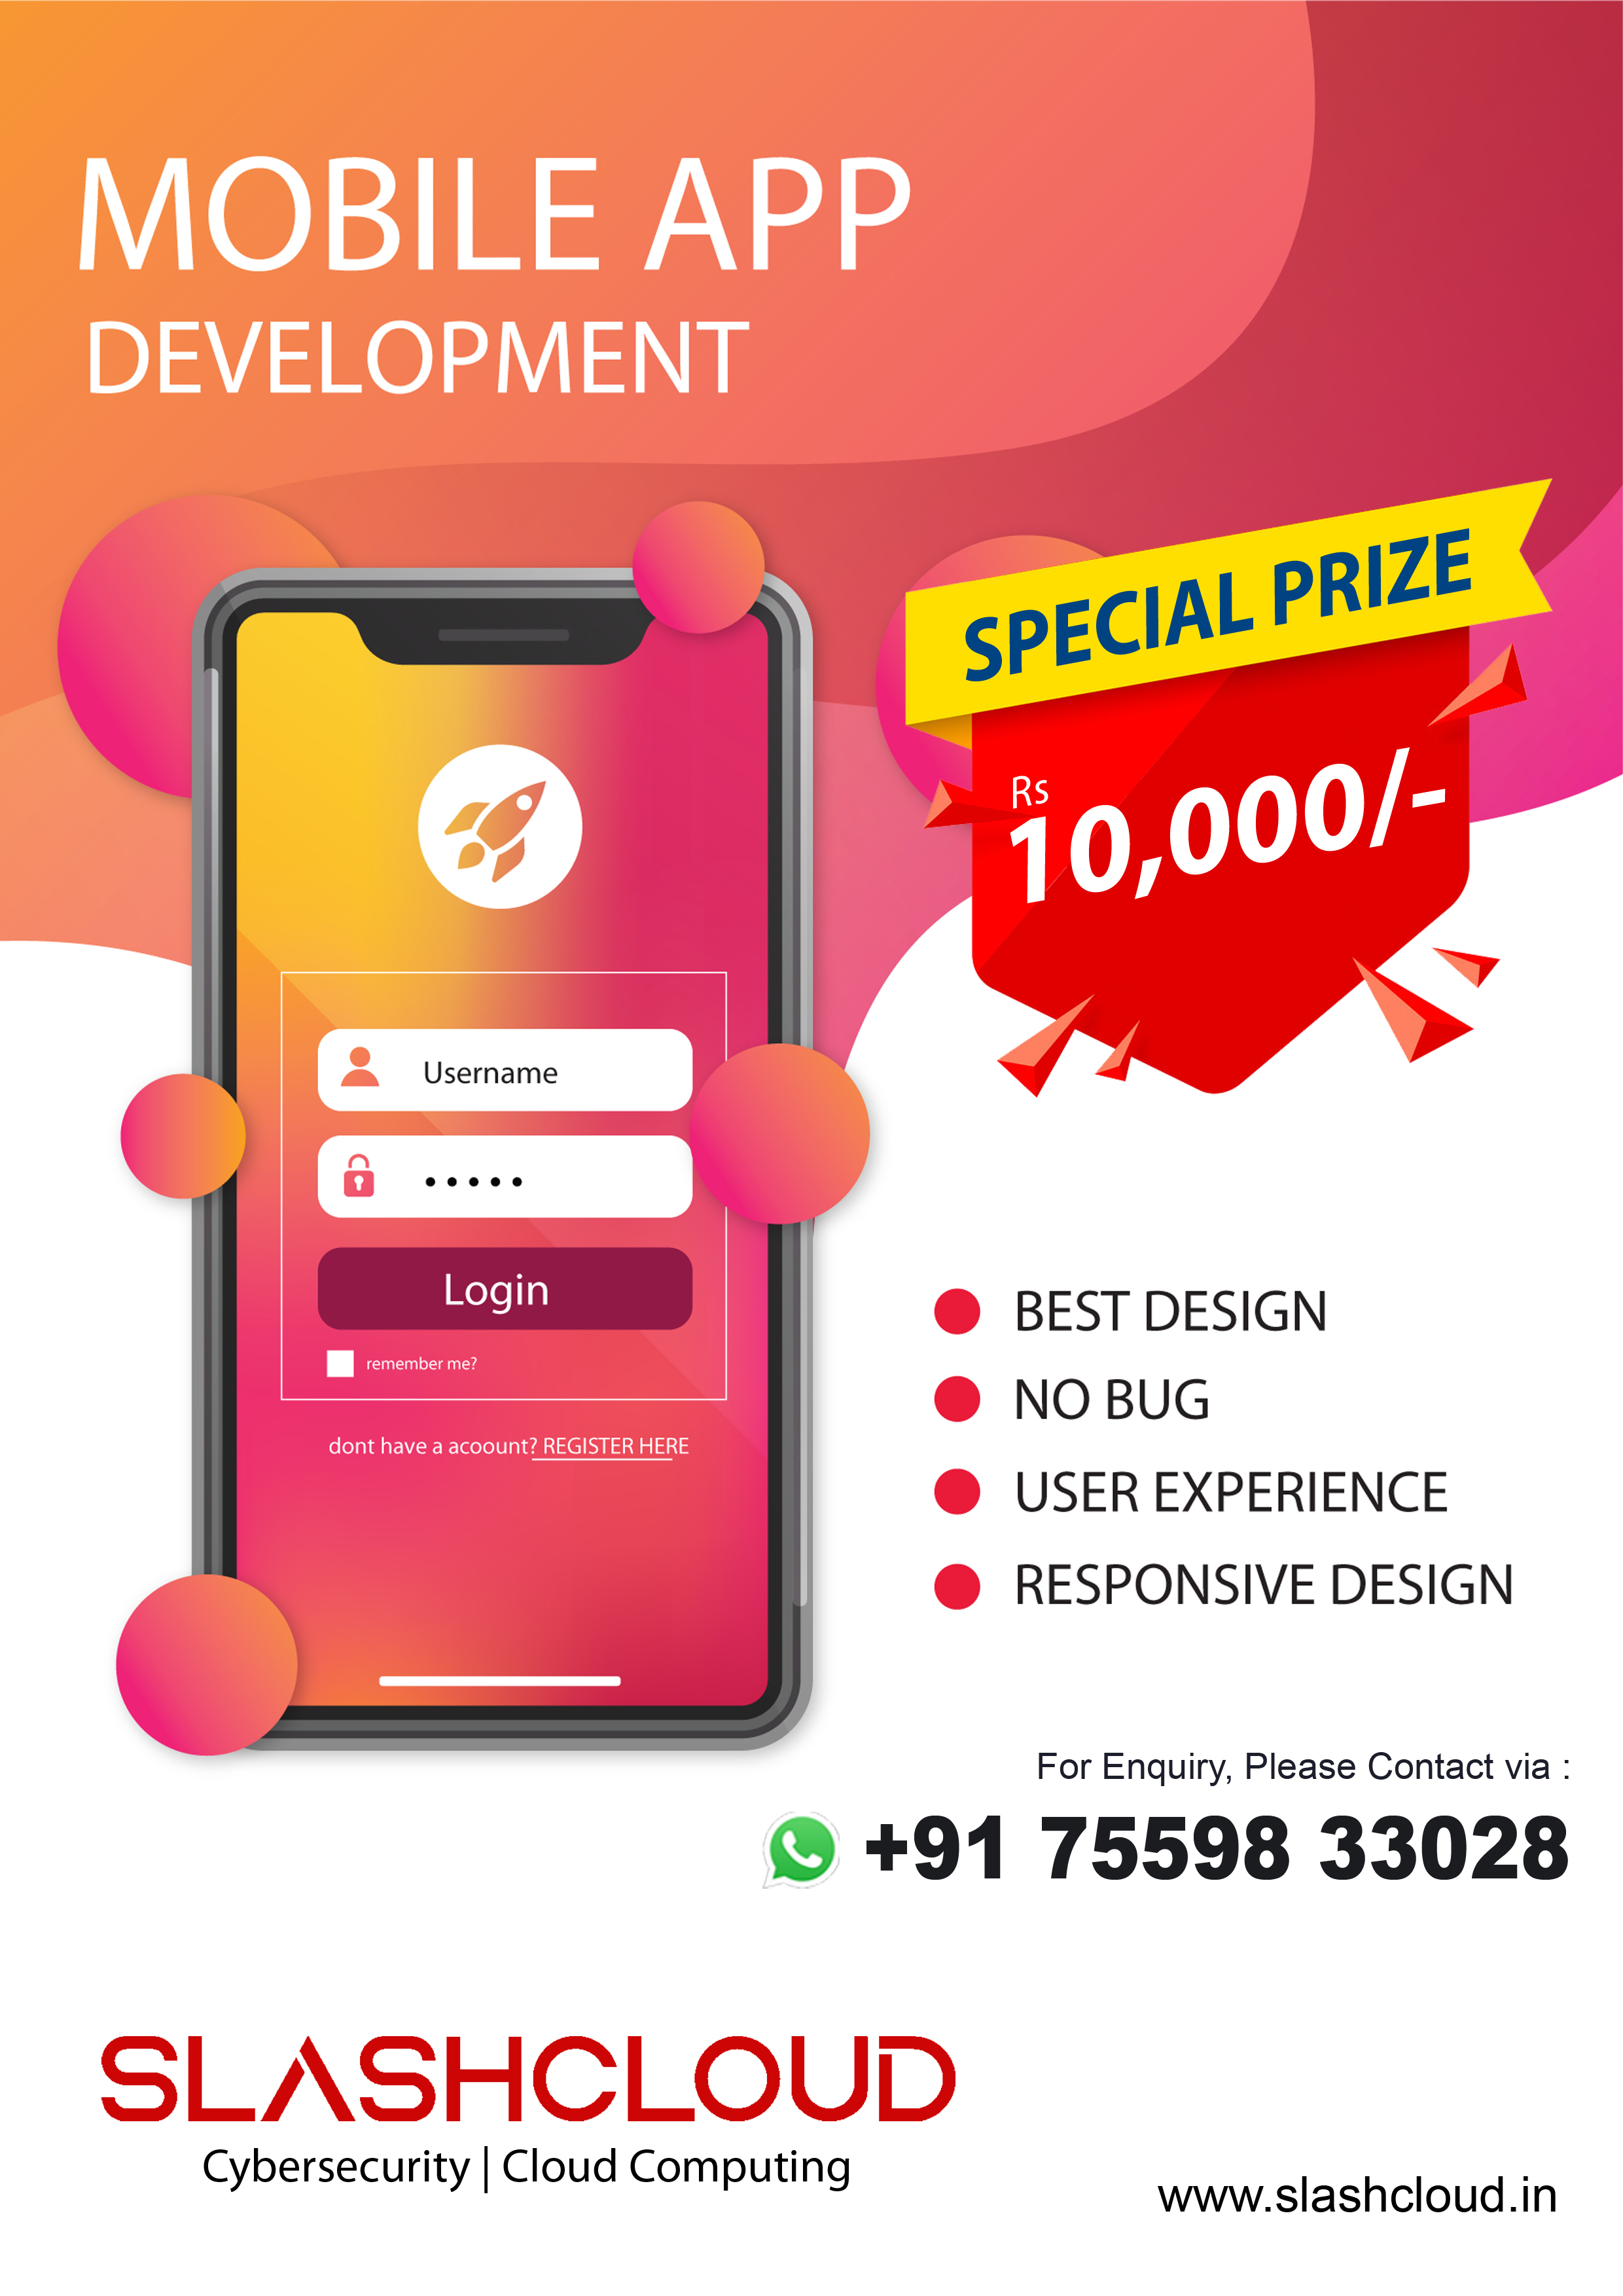 MOBILE APP
DEVELOPMENT
SPECIAL PRIZE
Rs
10,000/-
Username
Login
remember me?
dont have a acoount? REGISTER HERE
BEST DESIGN
NO BUG
USER EXPERIENCE
RESPONSIVE DESIGN
For Enquiry, Please Contact via :
+91 75598 33028
SLASHCLOUD
Cybersecurity | Cloud Computing
www.slashcloud.in